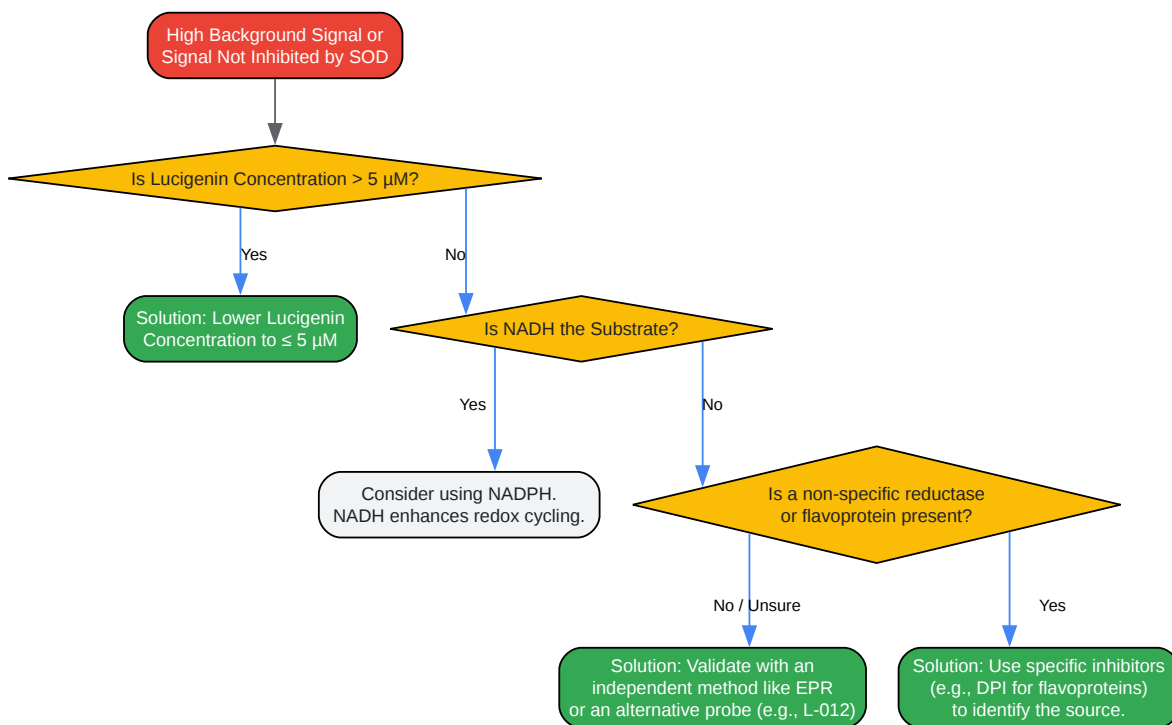 High Background Signal or
Signal Not Inhibited by SOD
Is Lucigenin Concentration > 5 µM?
Yes
No
Solution: Lower Lucigenin
Concentration to ≤ 5 µM
Is NADH the Substrate?
Yes
No
Consider using NADPH.
NADH enhances redox cycling.
Is a non-specific reductase
or flavoprotein present?
No / Unsure
Yes
Solution: Validate with an
independent method like EPR
or an alternative probe (e.g., L-012)
Solution: Use specific inhibitors
(e.g., DPI for flavoproteins)
to identify the source.